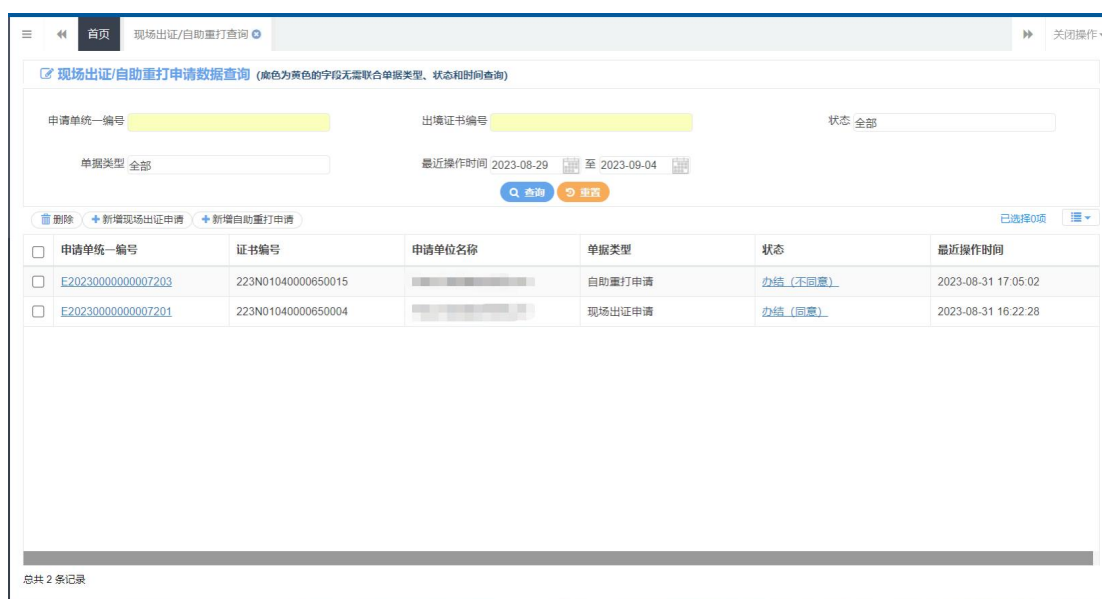 首页 现场出证/自助重打查询 关闭操作
现场出证/自助重打申请数据查询 (底色为黄色的字段无需联合单据类型、状态和时间查询)
申请单统一编号 出境证书编号 状态 全部
单据类型 全部 最近操作时间 2023-08-29 至 2023-09-04
查询 重置
删除 新增现场出证申请 新增自助重打申请 已选择0项
申请单统一编号 证书编号 申请单位名称 单据类型 状态 最近操作时间
E20230000000007203 223N01040000650015 自助重打申请 办结（不同意） 2023-08-31 17:05:02
E20230000000007201 223N01040000650004 现场出证申请 办结（同意） 2023-08-31 16:22:28
总共 2 条记录